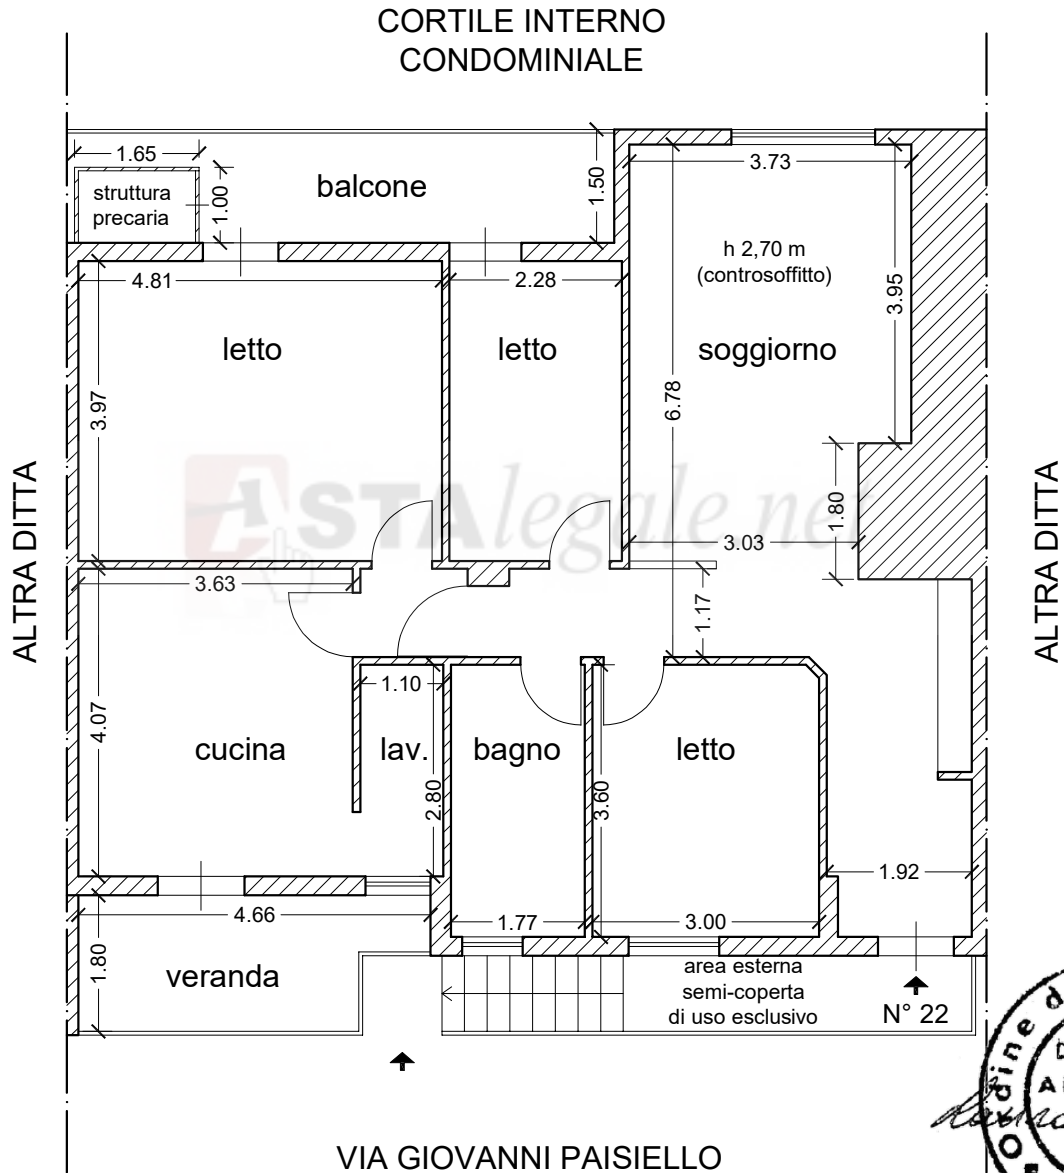 CORTILE INTERNO
CONDOMINIALE
1.65
struttura
precaria
1.00
balcone
1.50
3.73
h 2,70 m
(controsoffitto)
3.95
4.81
2.28
letto
letto
soggiorno
3.97
6.78
ALTRA DITTA
ALTRA DITTA
ASTAlegale.net
1.80
3.03
3.63
1.17
1.10
4.07
cucina
lav.
bagno
letto
2.80
3.60
1.92
4.66
1.77
3.00
1.80
veranda
area esterna
semi-coperta
di uso esclusivo
N° 22
VIA GIOVANNI PAISIELLO